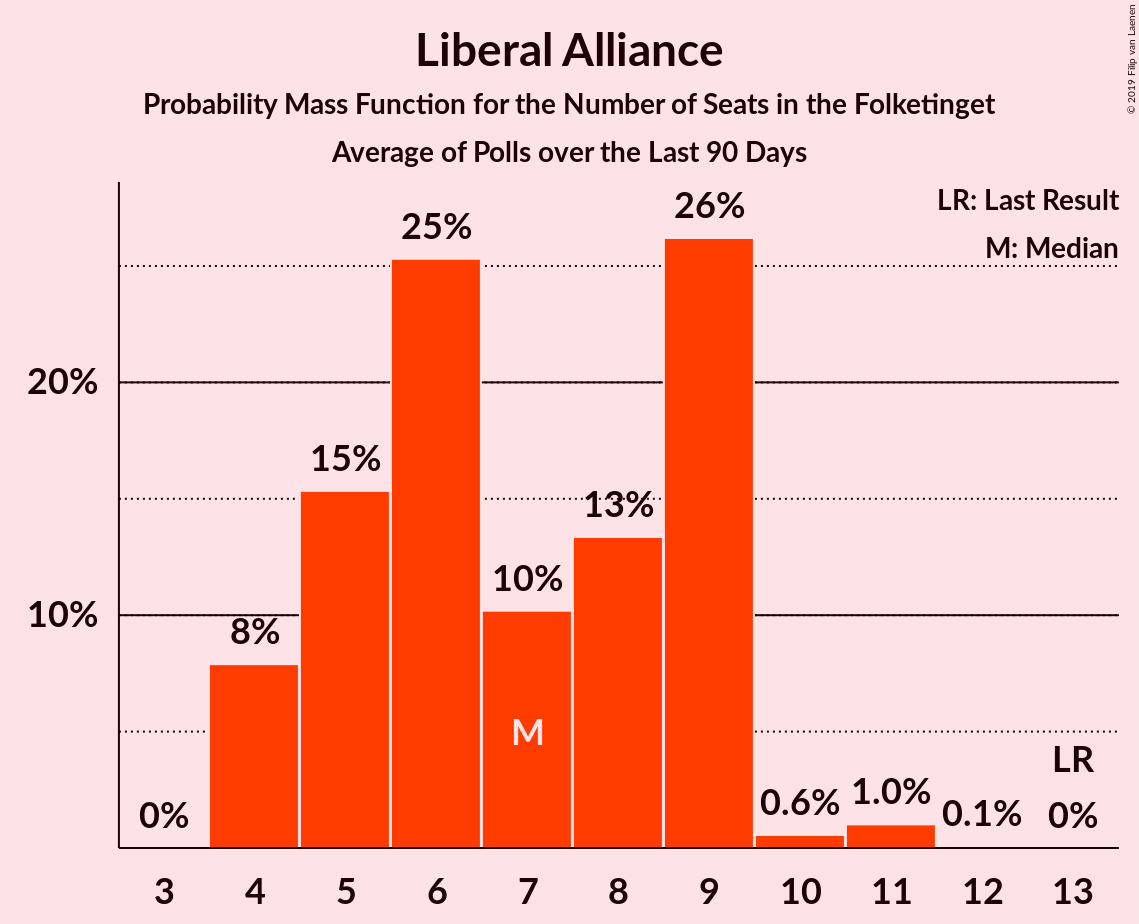 © 2019 Filip van Laenen
Liberal Alliance
Probability Mass Function for the Number of Seats in the Folketinget
Average of Polls over the Last 90 Days
LR: Last Result
M: Median
20%
10%
0%
8%
15%
25%
10%
13%
26%
0.6%
1.0%
0.1%
0%
M
LR
3 4 5 6 7 8 9 10 11 12 13